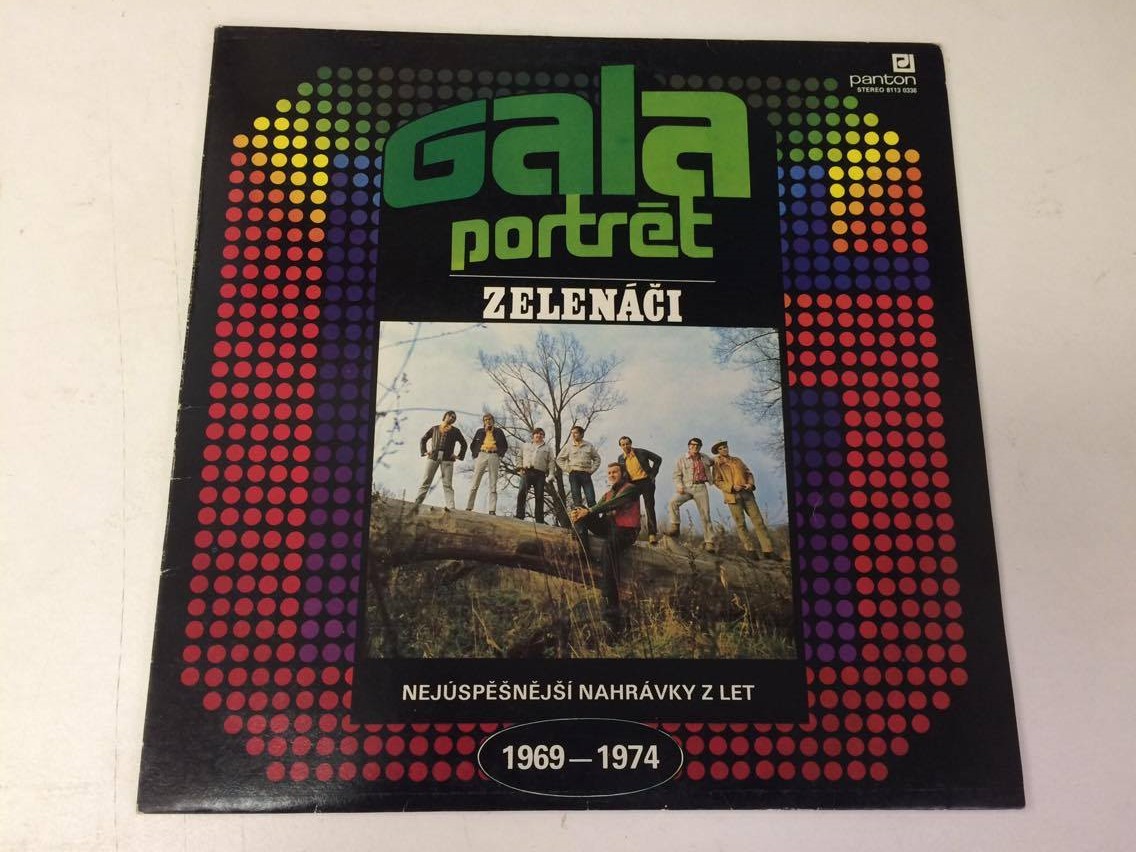 panton
STEREO 8113 0336
Gala
portrét
ZELENÁČI
NEJÚSPĚŠNĚJŠÍ NAHRÁVKY Z LET
1969—1974